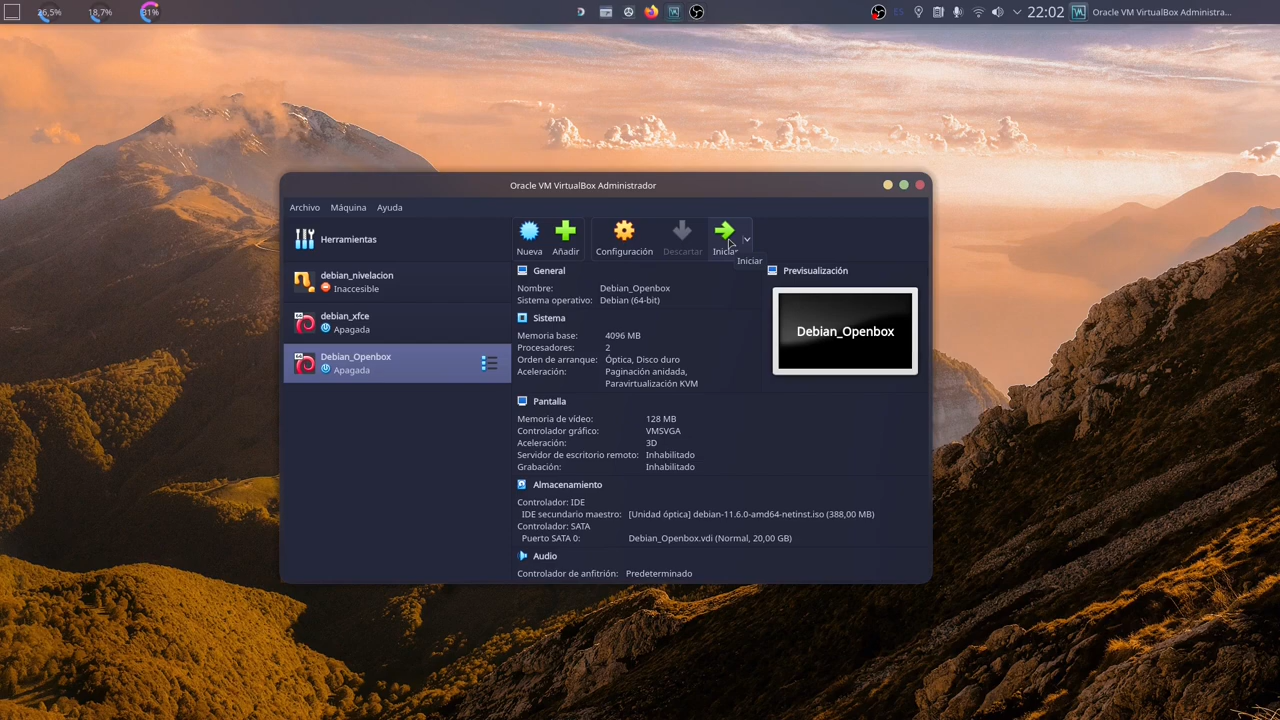 26,5%
18,7%
31%
ES
22:02
Oracle VM VirtualBox Administra...
Oracle VM VirtualBox Administrador
Archivo Máquina Ayuda
Herramientas
Nueva Añadir Configuración Descartar Iniciar
Iniciar
debian_nivelacion
Inaccesible
debian_xfce
Apagada
Debian_Openbox
Apagada
General
Nombre: Debian_Openbox
Sistema operativo: Debian (64-bit)
Sistema
Memoria base: 4096 MB
Procesadores: 2
Orden de arranque: Óptica, Disco duro
Aceleración: Paginación anidada,
Paravirtualización KVM
Previsualización
Debian_Openbox
Pantalla
Memoria de vídeo: 128 MB
Controlador gráfico: VMSVGA
Aceleración: 3D
Servidor de escritorio remoto: Inhabilitado
Grabación: Inhabilitado
Almacenamiento
Controlador: IDE
IDE secundario maestro: [Unidad óptica] debian-11.6.0-amd64-netinst.iso (388,00 MB)
Controlador: SATA
Puerto SATA 0: Debian_Openbox.vdi (Normal, 20,00 GB)
Audio
Controlador de anfitrión: Predeterminado